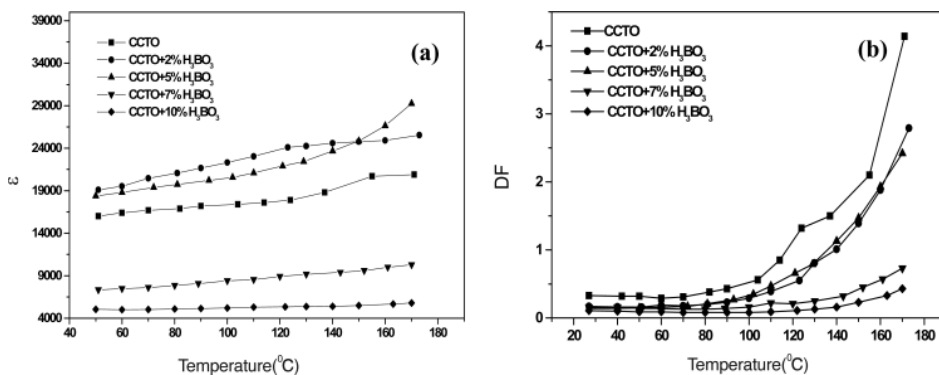 39000
34000
29000
24000
19000
14000
9000
4000
ε
CCTO
CCTO+2% H₃BO₃
CCTO+5% H₃BO₃
CCTO+7% H₃BO₃
CCTO+10% H₃BO₃
(a)
40 60 80 100 120 140 160 180
Temperature(⁰C)
4
3
2
1
0
DF
CCTO
CCTO+2% H₃BO₃
CCTO+5% H₃BO₃
CCTO+7% H₃BO₃
CCTO+10% H₃BO₃
(b)
20 40 60 80 100 120 140 160 180
Temperature(⁰C)